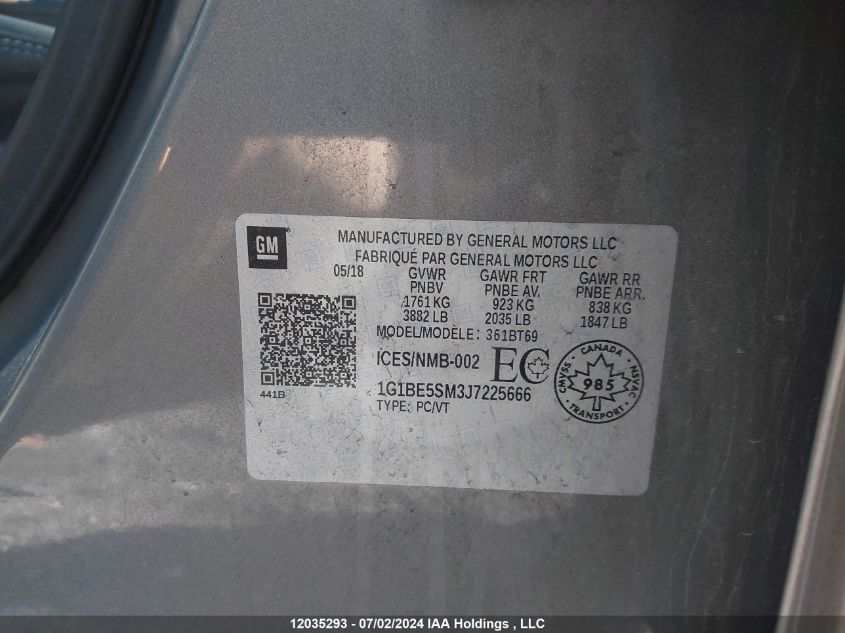 GM
MANUFACTURED BY GENERAL MOTORS LLC
FABRIQUÉ PAR GENERAL MOTORS LLC
05/18 GVWR GAWR FRT GAWR RR
PNBV PNBE AV. PNBE ARR.
1761 KG 923 KG 838 KG
3882 LB 2035 LB 1847 LB
MODEL/MODÈLE: 361BT69
ICES/NMB-002 EC
441B
1G1BE5SM3J7225666
TYPE: PC/VT
CANADA
CMVSS 985 NSVAC
TRANSPORT
12035293 - 07/02/2024 IAA Holdings , LLC